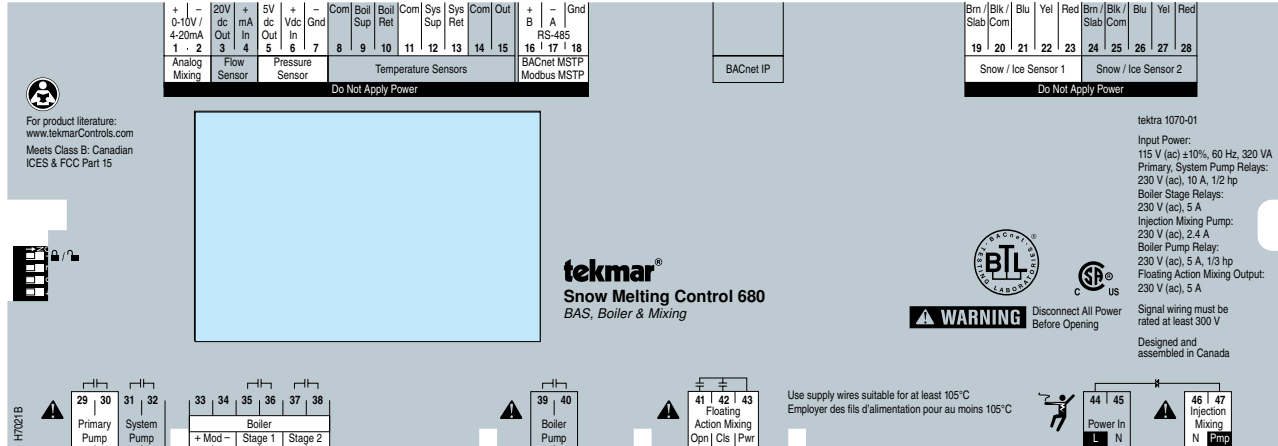 + – 20V + 5V + – Com Boil Boil Com Sys Sys Com Out + – Gnd
0-10V / dc mA dc Vdc Gnd Sup Ret Sup Ret B A
4-20mA Out In Out In RS-485
1 · 2 3 4 5 6 7 8 9 10 11 12 13 14 15 16 17 18
Analog Flow Pressure Temperature Sensors BACnet MSTP
Mixing Sensor Sensor Modbus MSTP
Do Not Apply Power
BACnet IP
Brn / Blk / Blu Yel Red Brn / Blk / Blu Yel Red
Slab Com Slab Com
19 20 21 22 23 24 25 26 27 28
Snow / Ice Sensor 1 Snow / Ice Sensor 2
Do Not Apply Power
For product literature:
www.tekmarControls.com
Meets Class B: Canadian
ICES & FCC Part 15
tektra 1070-01
Input Power:
115 V (ac) ±10%, 60 Hz, 320 VA
Primary, System Pump Relays:
230 V (ac), 10 A, 1/2 hp
Boiler Stage Relays:
230 V (ac), 5 A
Injection Mixing Pump:
230 V (ac), 2.4 A
Boiler Pump Relay:
230 V (ac), 5 A, 1/3 hp
Floating Action Mixing Output:
230 V (ac), 5 A
Signal wiring must be
rated at least 300 V
Designed and
assembled in Canada
/
tekmar®
Snow Melting Control 680
BAS, Boiler & Mixing
BACnet
BTL
®
TESTING LABORATORIES
SA
®
C US
WARNING
Disconnect All Power
Before Opening
H7021B
29 30
Primary
Pump
31 32
System
Pump
33 34 35 36 37 38
Boiler
+ Mod – Stage 1 Stage 2
39 40
Boiler
Pump
41 42 43
Floating
Action Mixing
Opn Cls Pwr
Use supply wires suitable for at least 105°C
Employer des fils d'alimentation pour au moins 105°C
44 45
Power In
L N
46 47
Injection
Mixing
N Pmp